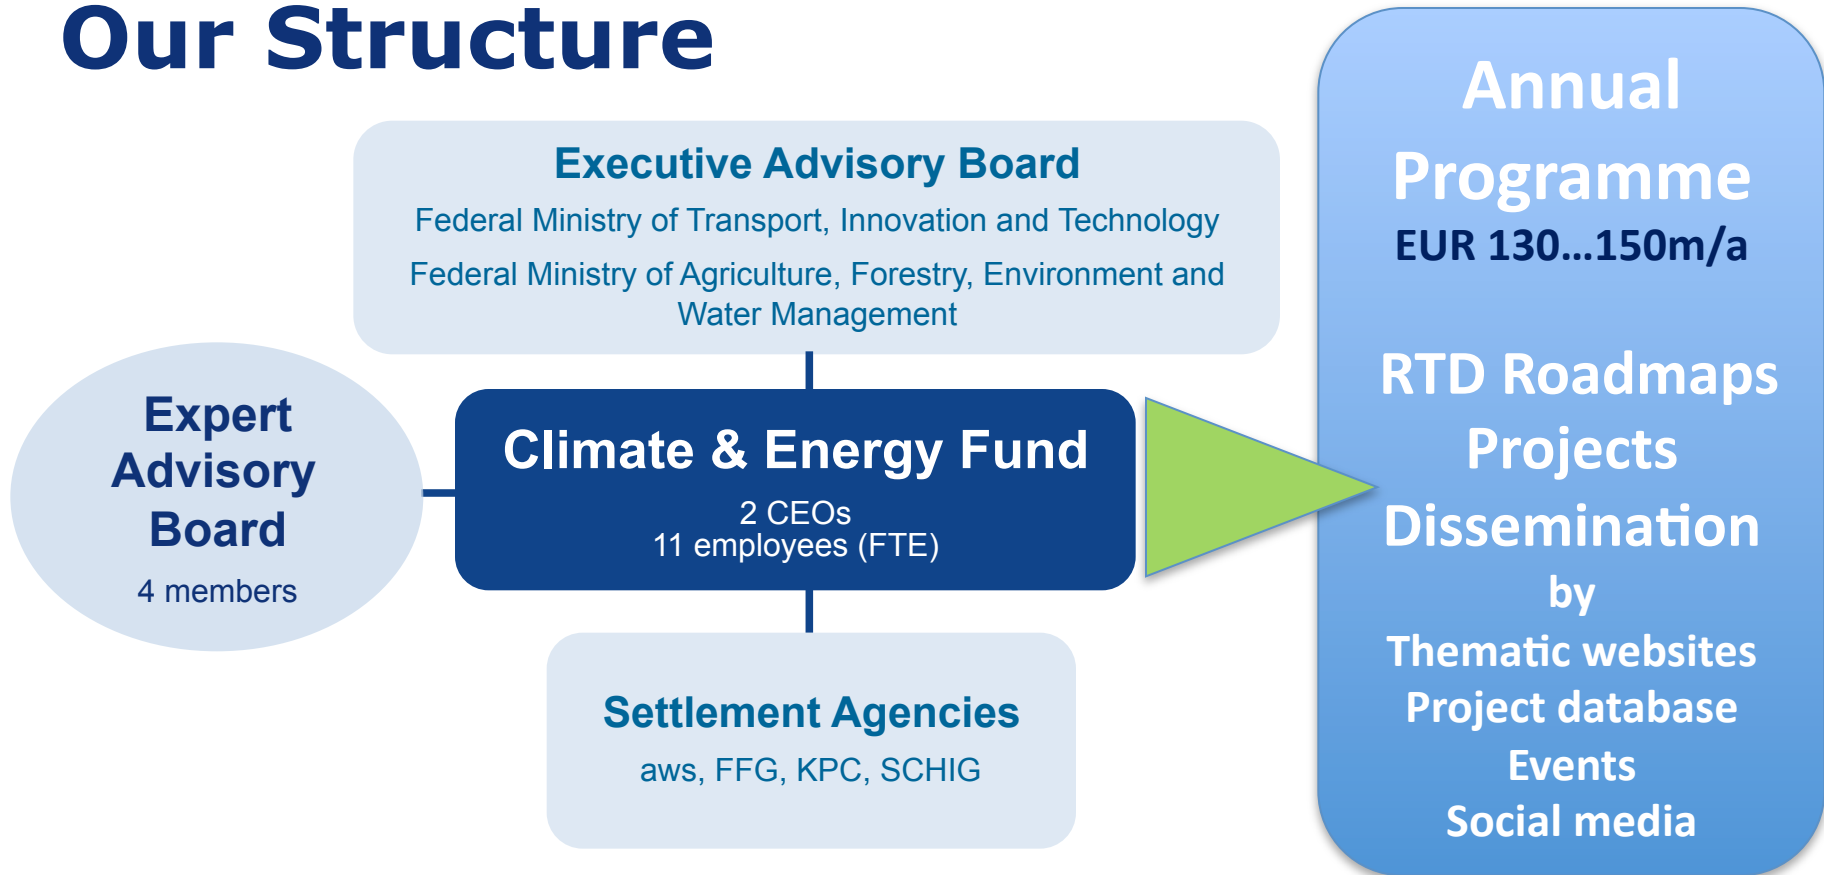 Our Structure
Executive Advisory Board
Federal Ministry of Transport, Innovation and Technology
Federal Ministry of Agriculture, Forestry, Environment and
Water Management
Expert
Advisory
Board
4 members
Climate & Energy Fund
2 CEOs
11 employees (FTE)
Settlement Agencies
aws, FFG, KPC, SCHIG
Annual
Programme
EUR 130...150m/a
RTD Roadmaps
Projects
Dissemination
by
Thematic websites
Project database
Events
Social media